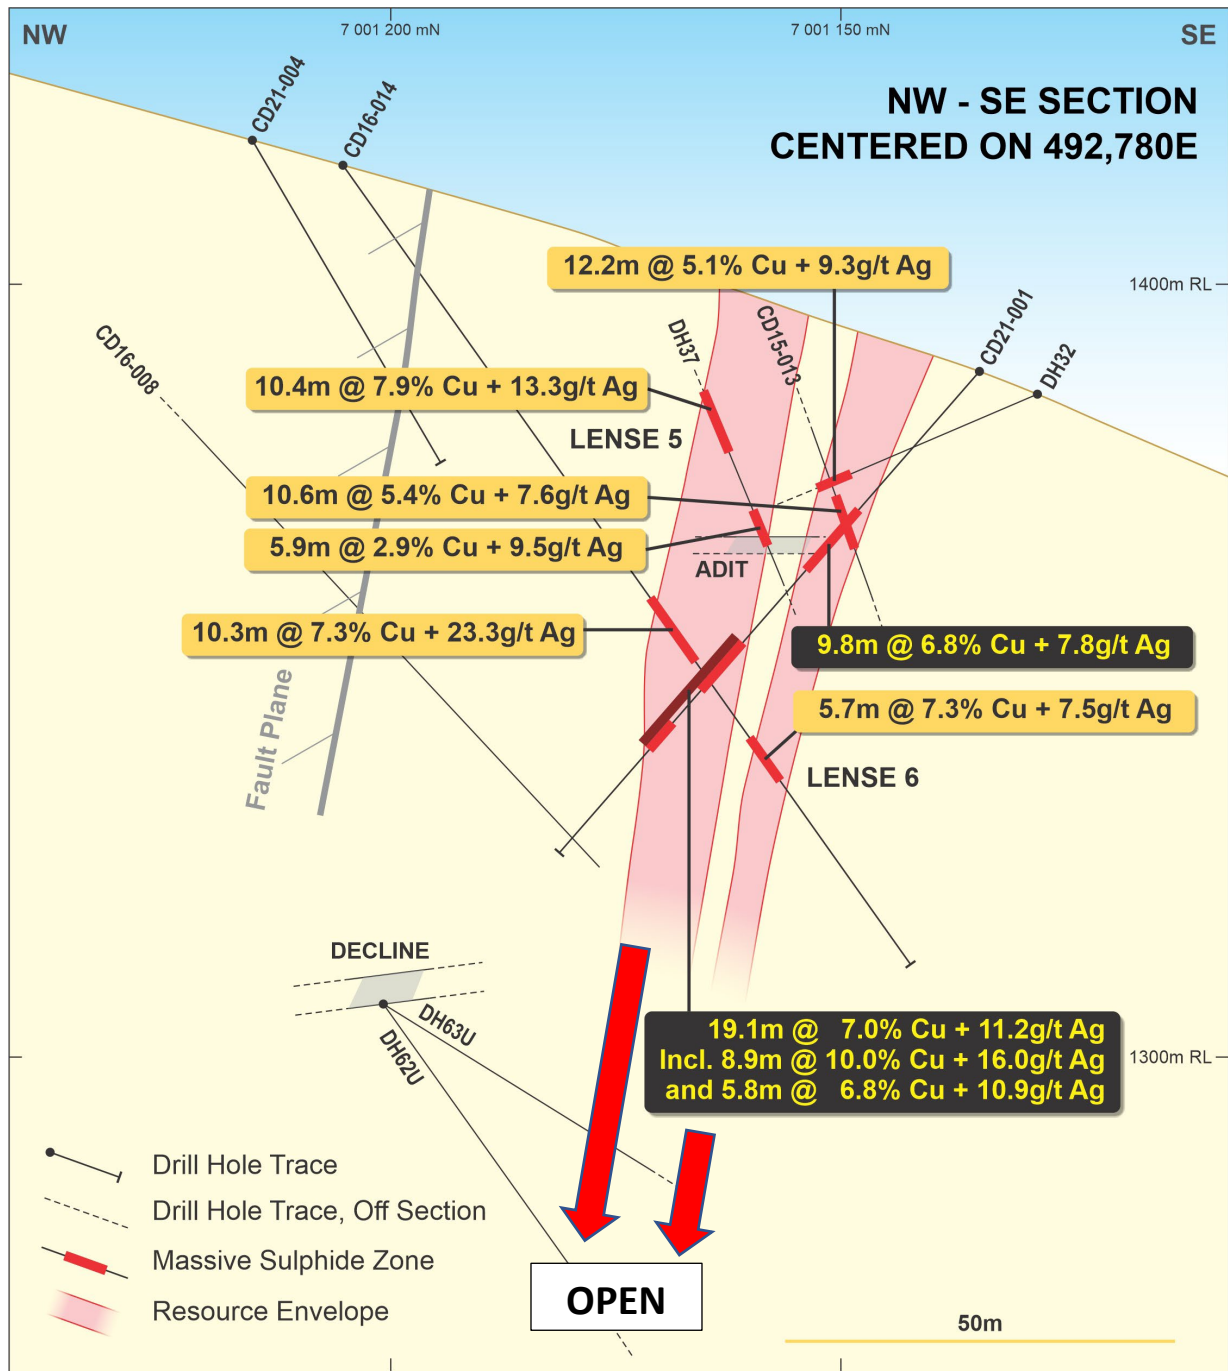 NW
7 001 200 mN
7 001 150 mN
SE
NW - SE SECTION
CENTERED ON 492,780E
CD21-004
CD16-014
12.2m @ 5.1% Cu + 9.3g/t Ag
1400m RL
CD16-008
DH37
CD15-013
CD21-001
DH32
10.4m @ 7.9% Cu + 13.3g/t Ag
LENSE 5
10.6m @ 5.4% Cu + 7.6g/t Ag
5.9m @ 2.9% Cu + 9.5g/t Ag
ADIT
10.3m @ 7.3% Cu + 23.3g/t Ag
9.8m @ 6.8% Cu + 7.8g/t Ag
Fault Plane
5.7m @ 7.3% Cu + 7.5g/t Ag
LENSE 6
DECLINE
DH63U
DH62U
19.1m @ 7.0% Cu + 11.2g/t Ag
Incl. 8.9m @ 10.0% Cu + 16.0g/t Ag
and 5.8m @ 6.8% Cu + 10.9g/t Ag
1300m RL
Drill Hole Trace
Drill Hole Trace, Off Section
Massive Sulphide Zone
Resource Envelope
OPEN
50m